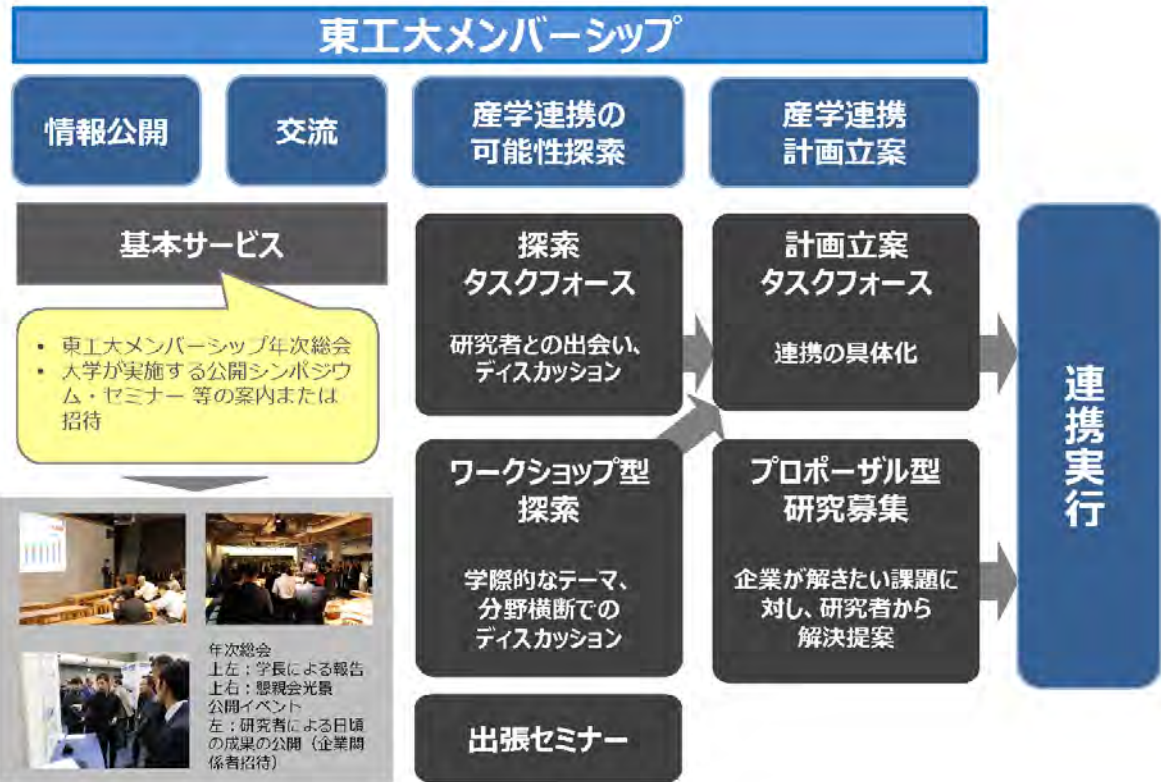 東工大メンバーシップ
情報公開
交流
産学連携の
可能性探索
産学連携
計画立案
基本サービス
• 東工大メンバーシップ年次総会
• 大学が実施する公開シンポジウ
ム・セミナー 等の案内または
招待
年次総会
上左：学長による報告
上右：懇親会光景
公開イベント
左：研究者による日頃
の成果の公開（企業関
係者招待）
探索
タスクフォース
研究者との出会い、
ディスカッション
ワークショップ型
探索
学際的なテーマ、
分野横断での
ディスカッション
出張セミナー
計画立案
タスクフォース
連携の具体化
プロポーザル型
研究募集
企業が解きたい課題に
対し、研究者から
解決提案
連携実行